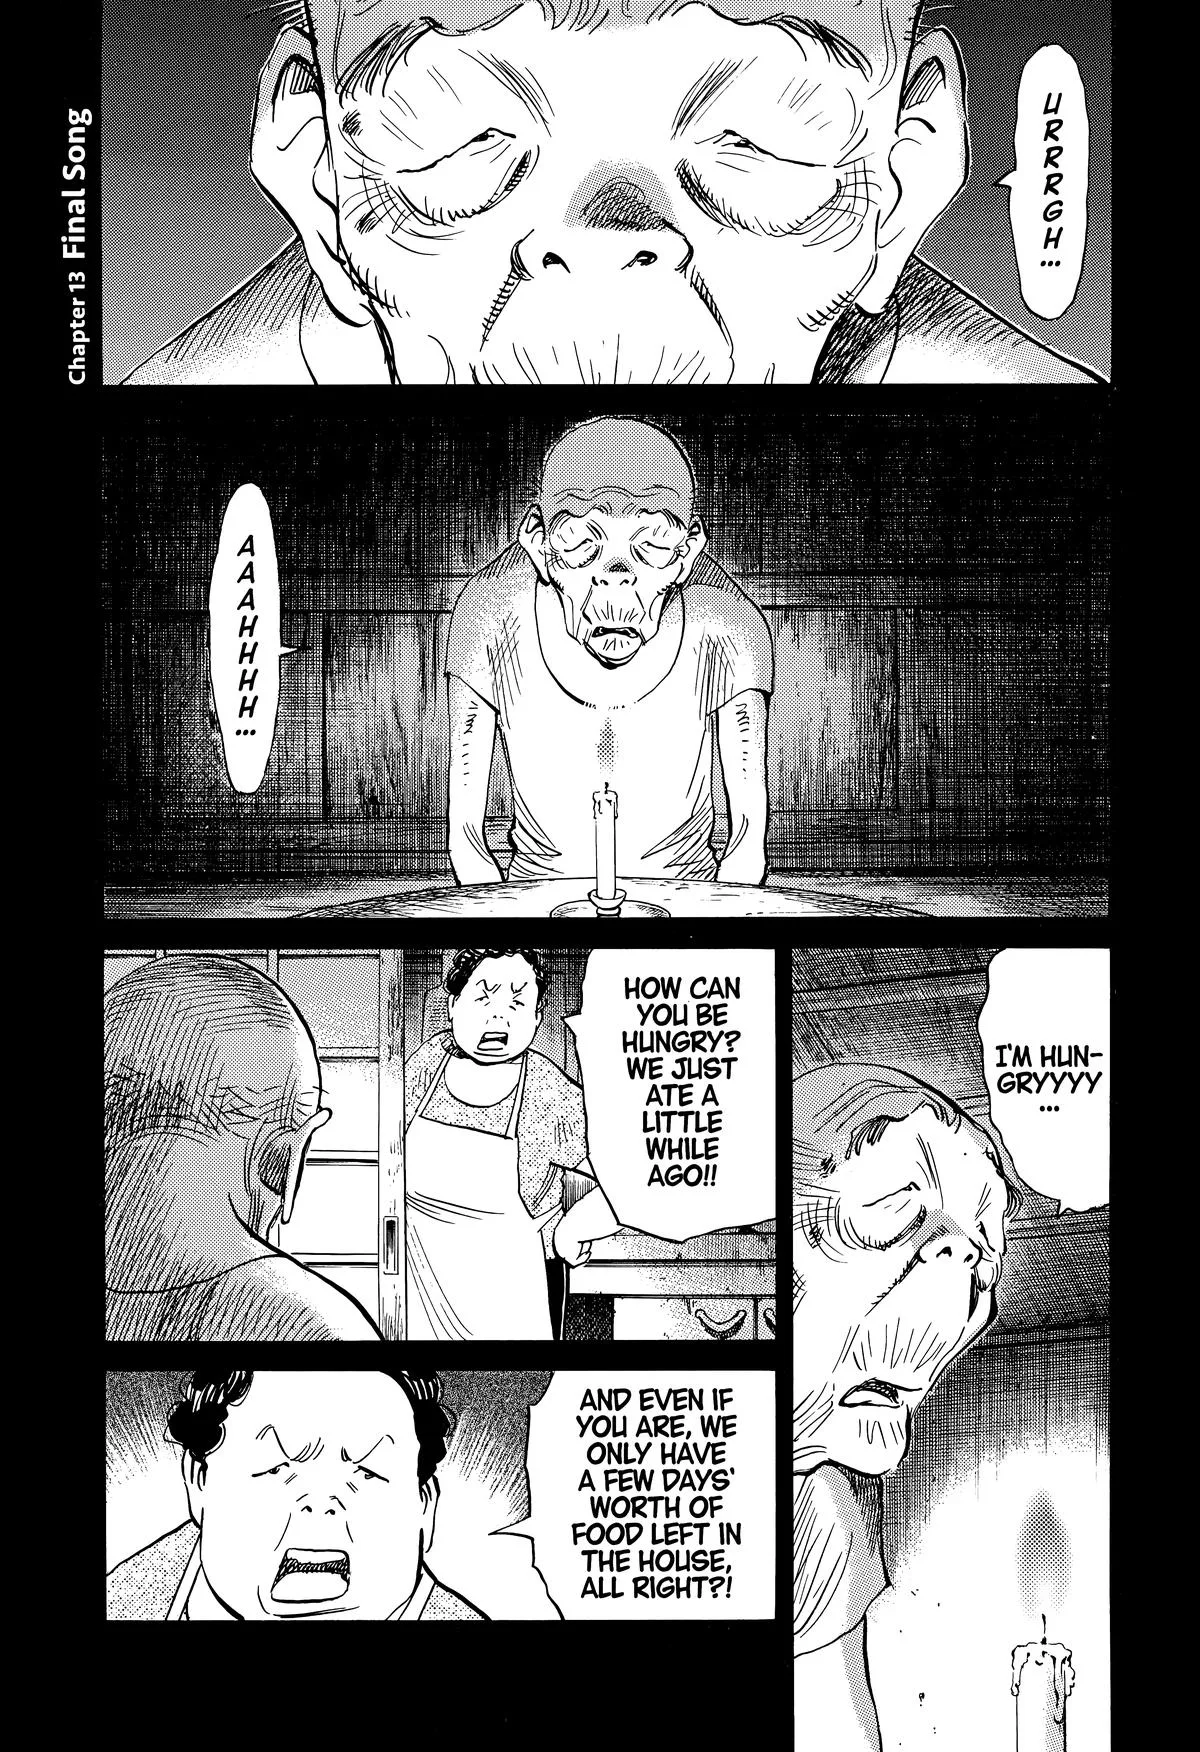 Chapter 13 Final Song
URRRGH...
AAAHHHH...
I'M HUN-
GRYYYY
...
HOW CAN
YOU BE
HUNGRY?
WE JUST
ATE A
LITTLE
WHILE
AGO!!
AND EVEN IF
YOU ARE, WE
ONLY HAVE
A FEW DAYS'
WORTH OF
FOOD LEFT IN
THE HOUSE,
ALL RIGHT?!